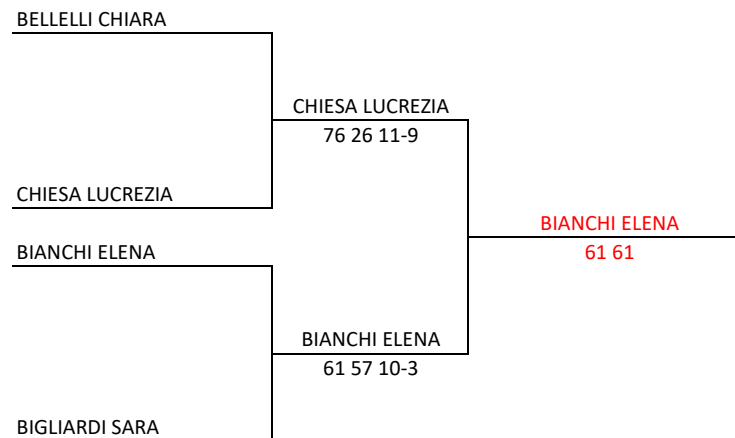 BELLELLI CHIARA
CHIESA LUCREZIA
76 26 11-9
CHIESA LUCREZIA
BIANCHI ELENA
61 61
BIANCHI ELENA
BIANCHI ELENA
61 57 10-3
BIGLIARDI SARA